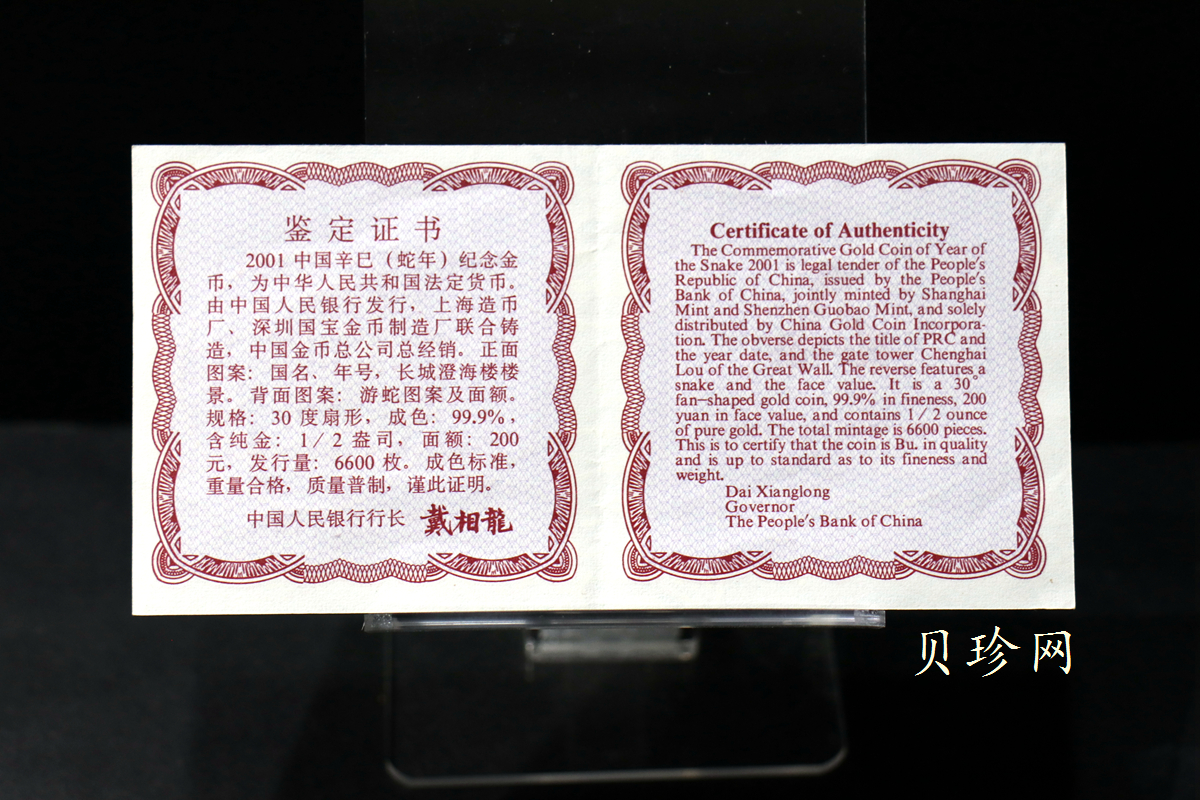 鉴定证书
2001 中国辛巳（蛇年）纪念金
币，为中华人民共和国法定货币。
由中国人民银行发行，上海造币
厂、深圳国宝金币制造厂联合铸
造，中国金币总公司总经销。正面
图案：国名、年号，长城澄海楼楼
景。背面图案：游蛇图案及面额。
规格：30 度扇形，成色：99.9%，
含纯金：1/2 盎司，面额：200
元，发行量：6600 枚。成色标准，
重量合格，质量普制，谨此证明。
中国人民银行行长 戴相龍
Certificate of Authenticity
The Commemorative Gold Coin of Year of
the Snake 2001 is legal tender of the People's
Republic of China, issued by the People's
Bank of China, jointly minted by Shanghai
Mint and Shenzhen Guobao Mint, and solely
distributed by China Gold Coin Incorpora-
tion. The obverse depicts the title of PRC and
the year date, and the gate tower Chenghai
Lou of the Great Wall. The reverse features a
snake and the face value. It is a 30°
fan-shaped gold coin, 99.9% in fineness, 200
yuan in face value, and contains 1/2 ounce
of pure gold. The total mintage is 6600 pieces.
This is to certify that the coin is Bu. in quality
and is up to standard as to its fineness and
weight.
Dai Xianglong
Governor
The People's Bank of China
贝珍网